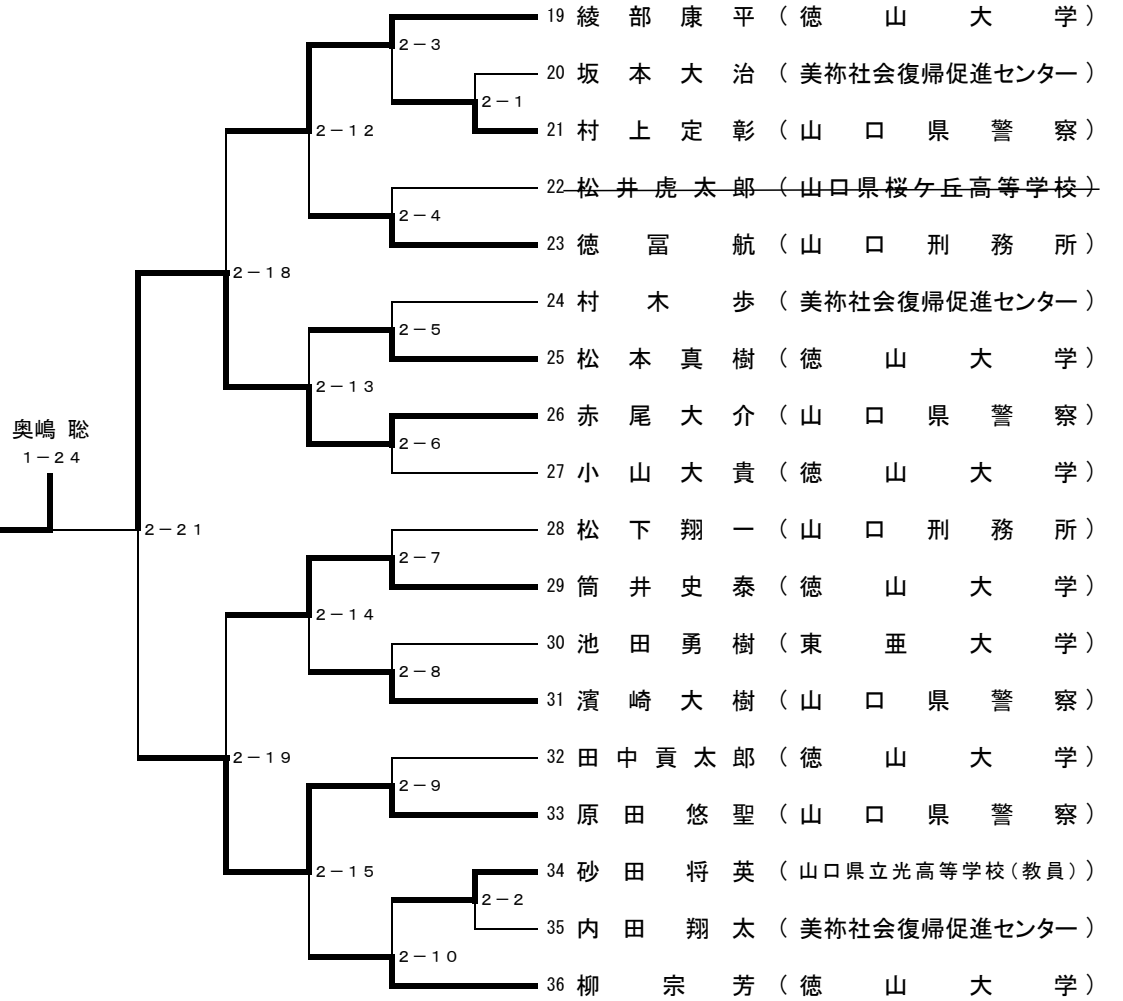 19 綾部康平 (徳山大学)
2-3
20 坂本大治 (美祢社会復帰促進センター)
2-1
21 村上定彰 (山口県警察)
2-12
22 松井虎太郎 (山口県桜ケ丘高等学校)
2-4
23 徳冨航 (山口刑務所)
2-18
24 村木歩 (美祢社会復帰促進センター)
2-5
25 松本真樹 (徳山大学)
2-13
26 赤尾大介 (山口県警察)
2-6
27 小山大貴 (徳山大学)
奥嶋 聡
1-24
2-21
28 松下翔一 (山口刑務所)
2-7
29 筒井史泰 (徳山大学)
2-14
30 池田勇樹 (東亜大学)
2-8
31 濱崎大樹 (山口県警察)
2-19
32 田中貢太郎 (徳山大学)
2-9
33 原田悠聖 (山口県警察)
2-15
34 砂田将英 (山口県立光高等学校(教員))
2-2
35 内田翔太 (美祢社会復帰促進センター)
2-10
36 柳宗芳 (徳山大学)